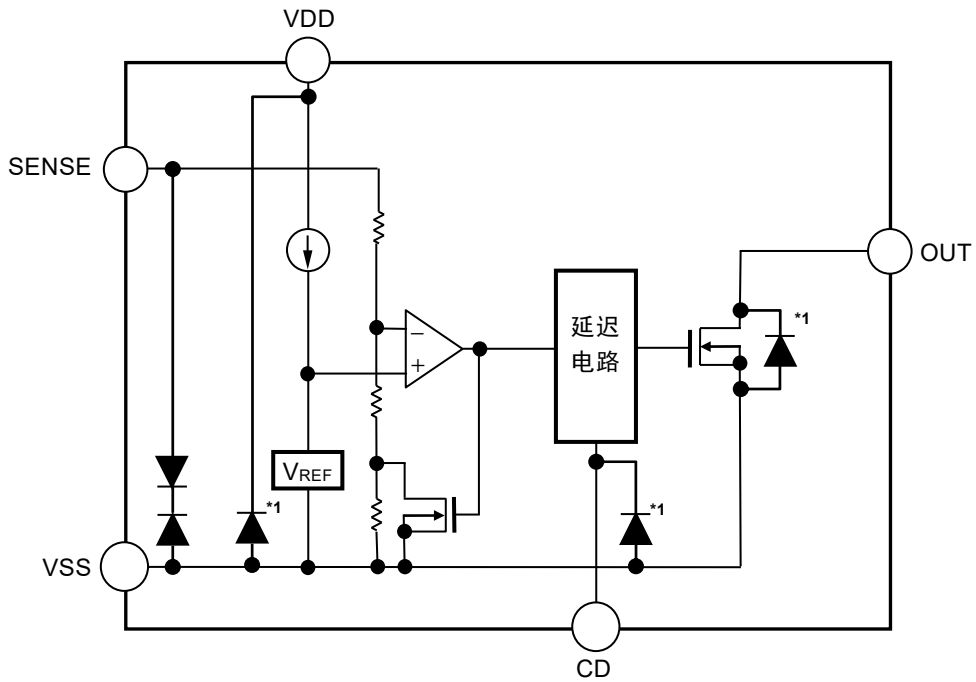 VDD
SENSE
OUT
*1
延迟
电路
−
+
VREF
*1
*1
VSS
CD